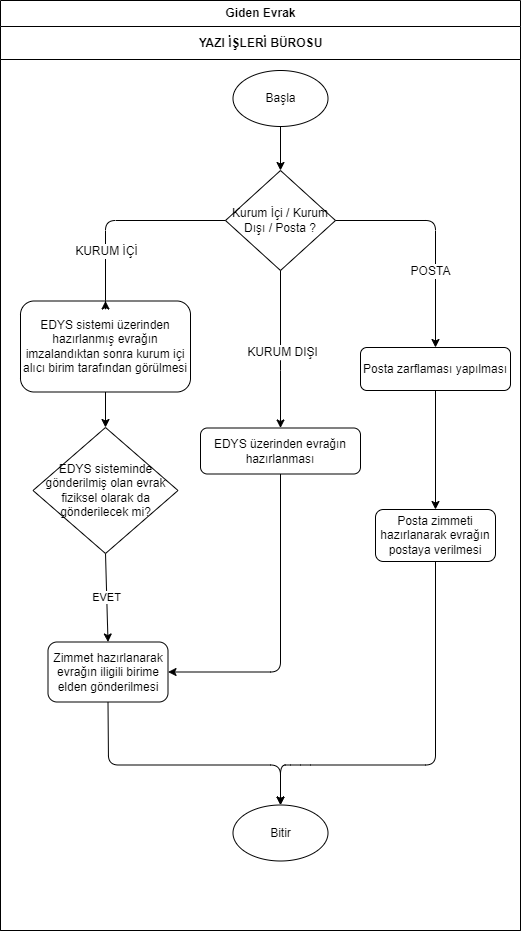 Giden Evrak
YAZI İŞLERİ BÜROSU
Başla
Kurum İçi / Kurum
Dışı / Posta ?
KURUM İÇİ
POSTA
EDYS sistemi üzerinden
hazırlanmış evrağın
imzalandıktan sonra kurum içi
alıcı birim tarafından görülmesi
KURUM DIŞI
Posta zarflaması yapılması
EDYS üzerinden evrağın
hazırlanması
EDYS sisteminde
gönderilmiş olan evrak
fiziksel olarak da
gönderilecek mi?
Posta zimmeti
hazırlanarak evrağın
postaya verilmesi
EVET
Zimmet hazırlanarak
evrağın iligili birime
elden gönderilmesi
Bitir